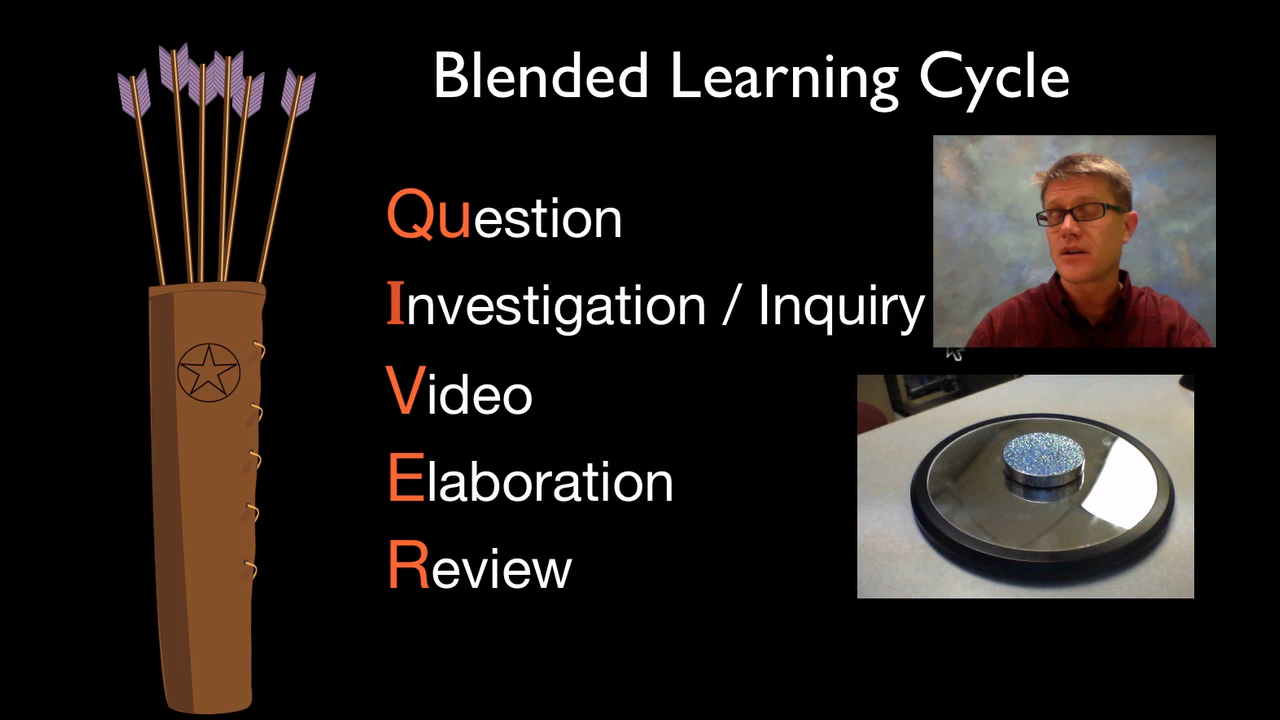 Blended Learning Cycle
Question
Investigation / Inquiry
Video
Elaboration
Review